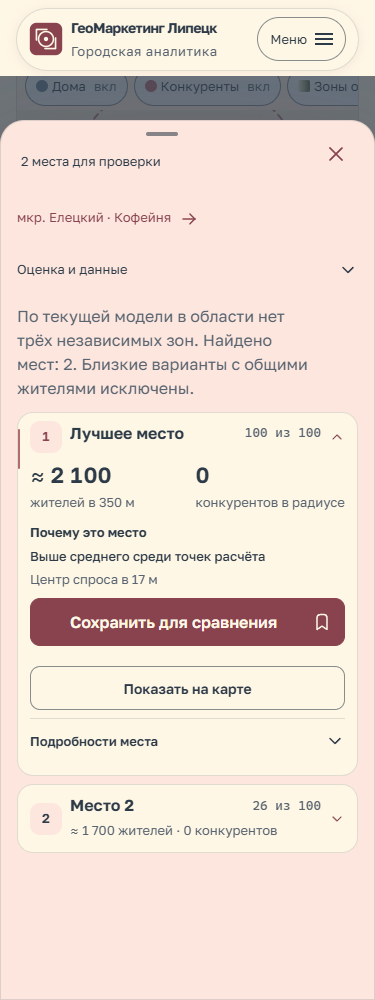 ГеоМаркетинг Липецк
Городская аналитика
Меню
Дома вкл
Конкуренты вкл
Зоны о
2 места для проверки
мкр. Елецкий · Кофейня
Оценка и данные
По текущей модели в области нет
трёх независимых зон. Найдено
мест: 2. Близкие варианты с общими
жителями исключены.
1 Лучшее место 100 из 100
≈ 2 100 0
жителей в 350 м конкурентов в радиусе
Почему это место
Выше среднего среди точек расчёта
Центр спроса в 17 м
Сохранить для сравнения
Показать на карте
Подробности места
2 Место 2 26 из 100
≈ 1 700 жителей · 0 конкурентов